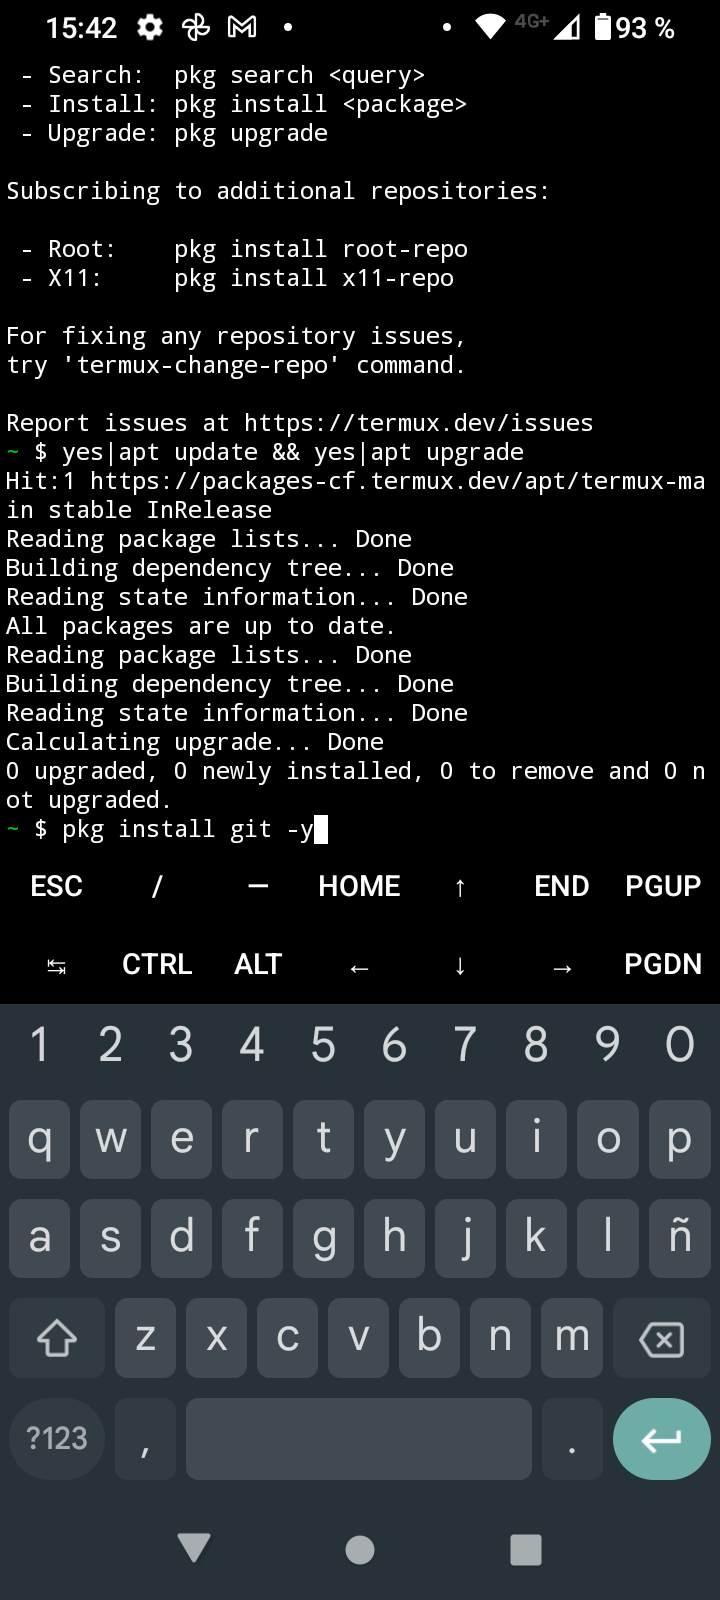 15:42 4G+ 93 %
- Search:  pkg search <query>
- Install: pkg install <package>
- Upgrade: pkg upgrade
Subscribing to additional repositories:
- Root:    pkg install root-repo
- X11:     pkg install x11-repo
For fixing any repository issues,
try 'termux-change-repo' command.
Report issues at https://termux.dev/issues
~ $ yes|apt update && yes|apt upgrade
Hit:1 https://packages-cf.termux.dev/apt/termux-ma
in stable InRelease
Reading package lists... Done
Building dependency tree... Done
Reading state information... Done
All packages are up to date.
Reading package lists... Done
Building dependency tree... Done
Reading state information... Done
Calculating upgrade... Done
0 upgraded, 0 newly installed, 0 to remove and 0 n
ot upgraded.
~ $ pkg install git -y
ESC / — HOME ↑ END PGUP
↹ CTRL ALT ← ↓ → PGDN
1 2 3 4 5 6 7 8 9 0
q w e r t y u i o p
a s d f g h j k l ñ
z x c v b n m
?123 , .